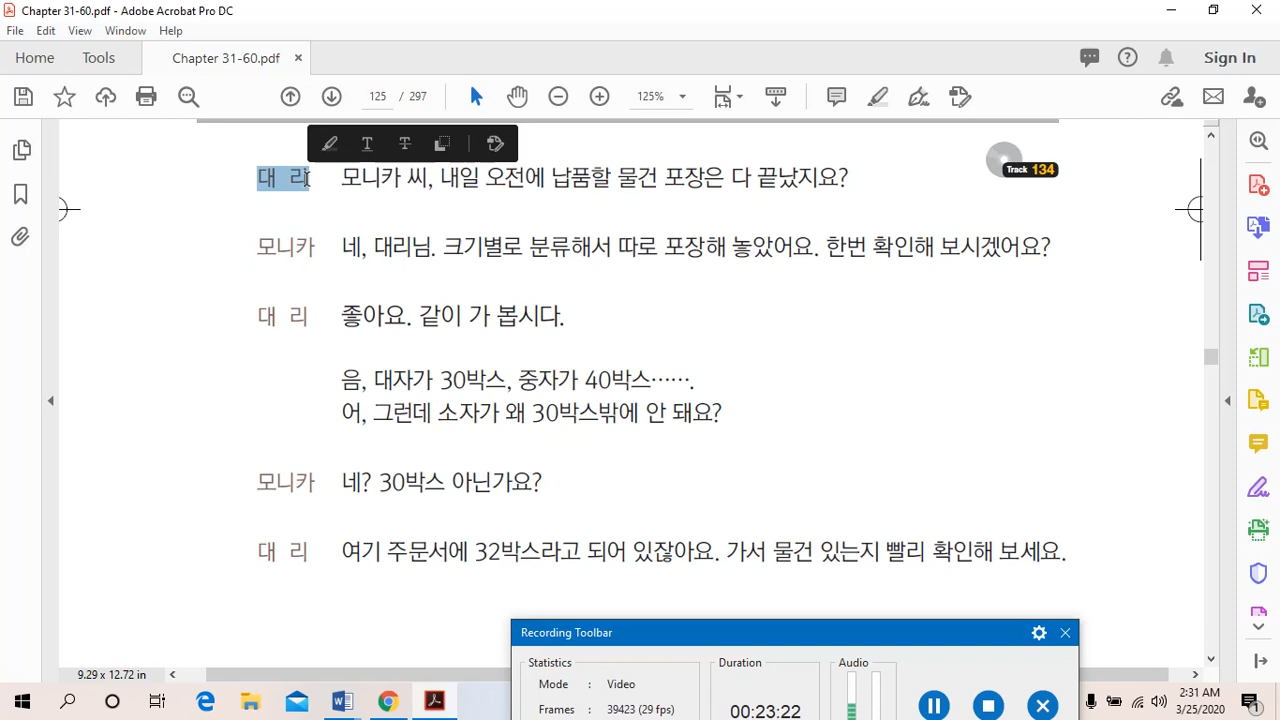 Chapter 31-60.pdf - Adobe Acrobat Pro DC
File Edit View Window Help
Home Tools Chapter 31-60.pdf × Sign In
125 / 297 125%
Track 134
대 리 모니카 씨, 내일 오전에 납품할 물건 포장은 다 끝났지요?
모니카 네, 대리님. 크기별로 분류해서 따로 포장해 놓았어요. 한번 확인해 보시겠어요?
대 리 좋아요. 같이 가 봅시다.
음, 대자가 30박스, 중자가 40박스…….
어, 그런데 소자가 왜 30박스밖에 안 돼요?
모니카 네? 30박스 아닌가요?
대 리 여기 주문서에 32박스라고 되어 있잖아요. 가서 물건 있는지 빨리 확인해 보세요.
Recording Toolbar
Statistics Duration Audio
Mode : Video
Frames : 39423 (29 fps) 00:23:22
9.29 x 12.72 in
2:31 AM
3/25/2020